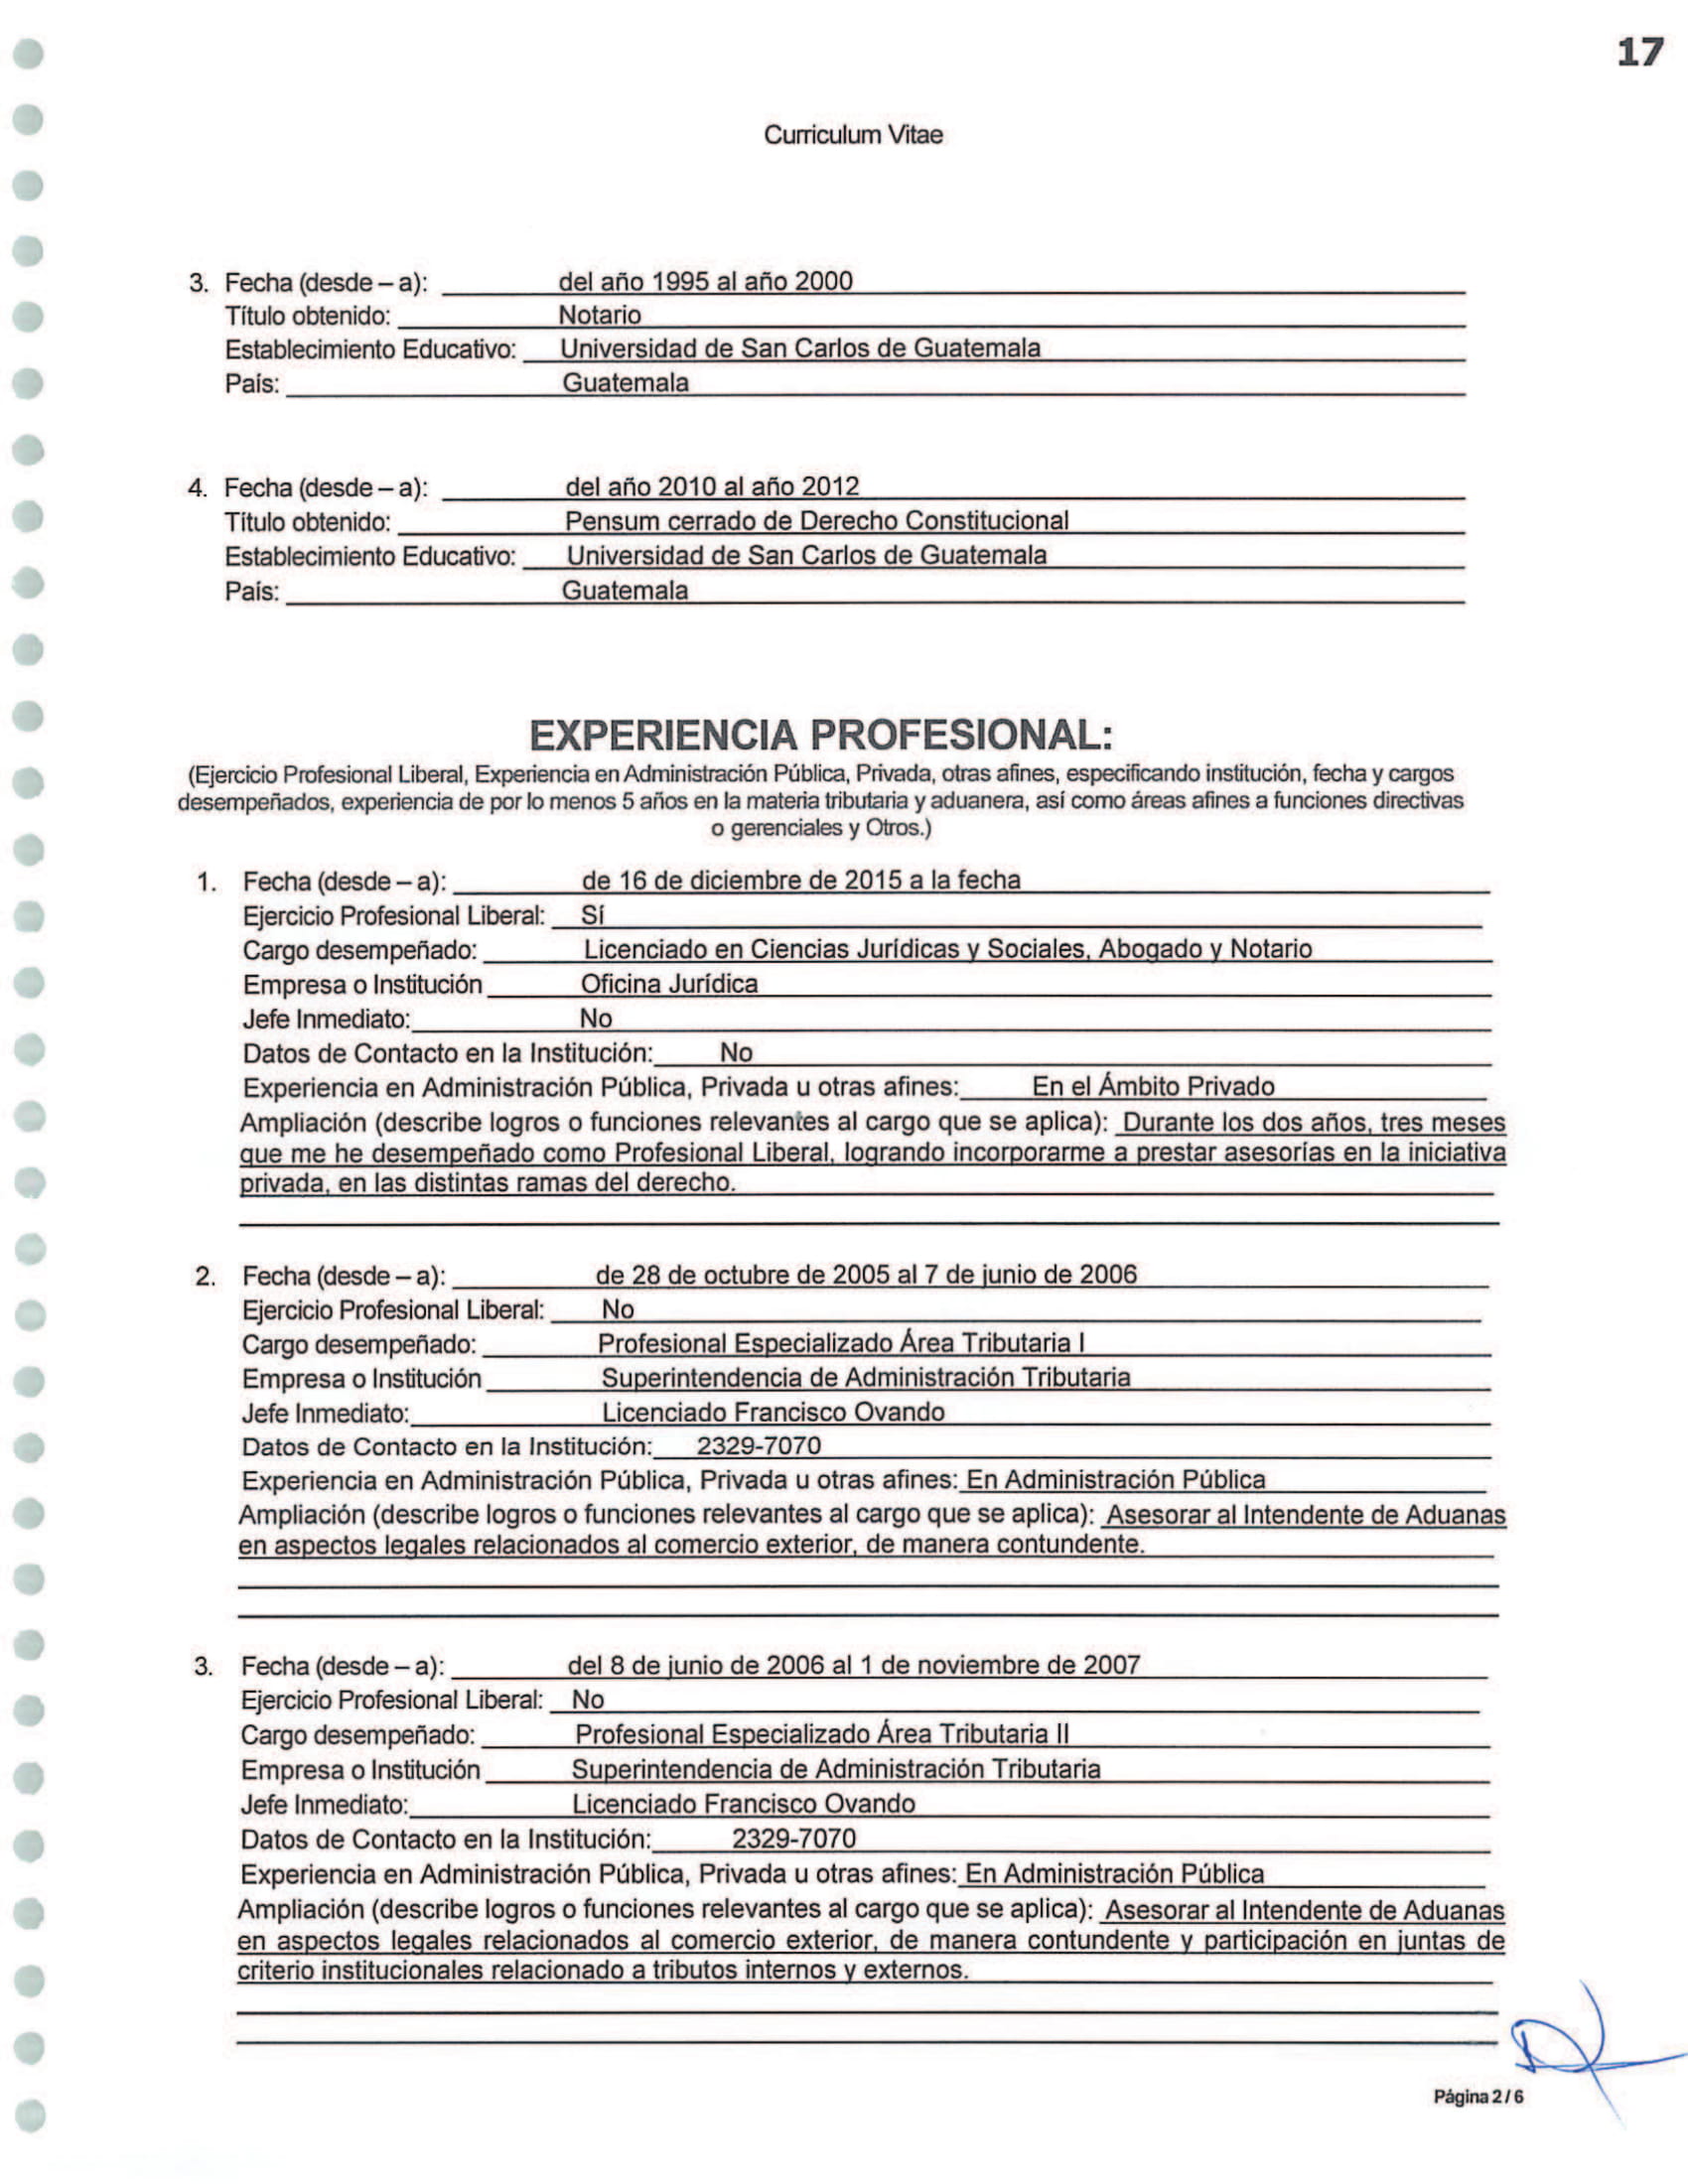 17
Curriculum Vitae
3. Fecha (desde – a): del año 1995 al año 2000
Título obtenido: Notario
Establecimiento Educativo: Universidad de San Carlos de Guatemala
País: Guatemala
4. Fecha (desde – a): del año 2010 al año 2012
Título obtenido: Pensum cerrado de Derecho Constitucional
Establecimiento Educativo: Universidad de San Carlos de Guatemala
País: Guatemala
EXPERIENCIA PROFESIONAL:
(Ejercicio Profesional Liberal, Experiencia en Administración Pública, Privada, otras afines, especificando institución, fecha y cargos
desempeñados, experiencia de por lo menos 5 años en la materia tributaria y aduanera, así como áreas afines a funciones directivas
o gerenciales y Otros.)
1. Fecha (desde – a): de 16 de diciembre de 2015 a la fecha
Ejercicio Profesional Liberal: Sí
Cargo desempeñado: Licenciado en Ciencias Jurídicas y Sociales, Abogado y Notario
Empresa o Institución Oficina Jurídica
Jefe Inmediato: No
Datos de Contacto en la Institución: No
Experiencia en Administración Pública, Privada u otras afines: En el Ámbito Privado
Ampliación (describe logros o funciones relevantes al cargo que se aplica): Durante los dos años, tres meses
que me he desempeñado como Profesional Liberal, logrando incorporarme a prestar asesorías en la iniciativa
privada, en las distintas ramas del derecho.
2. Fecha (desde – a): de 28 de octubre de 2005 al 7 de junio de 2006
Ejercicio Profesional Liberal: No
Cargo desempeñado: Profesional Especializado Área Tributaria I
Empresa o Institución Superintendencia de Administración Tributaria
Jefe Inmediato: Licenciado Francisco Ovando
Datos de Contacto en la Institución: 2329-7070
Experiencia en Administración Pública, Privada u otras afines: En Administración Pública
Ampliación (describe logros o funciones relevantes al cargo que se aplica): Asesorar al Intendente de Aduanas
en aspectos legales relacionados al comercio exterior, de manera contundente.
3. Fecha (desde – a): del 8 de junio de 2006 al 1 de noviembre de 2007
Ejercicio Profesional Liberal: No
Cargo desempeñado: Profesional Especializado Área Tributaria II
Empresa o Institución Superintendencia de Administración Tributaria
Jefe Inmediato: Licenciado Francisco Ovando
Datos de Contacto en la Institución: 2329-7070
Experiencia en Administración Pública, Privada u otras afines: En Administración Pública
Ampliación (describe logros o funciones relevantes al cargo que se aplica): Asesorar al Intendente de Aduanas
en aspectos legales relacionados al comercio exterior, de manera contundente y participación en juntas de
criterio institucionales relacionado a tributos internos y externos.
Página 2 / 6